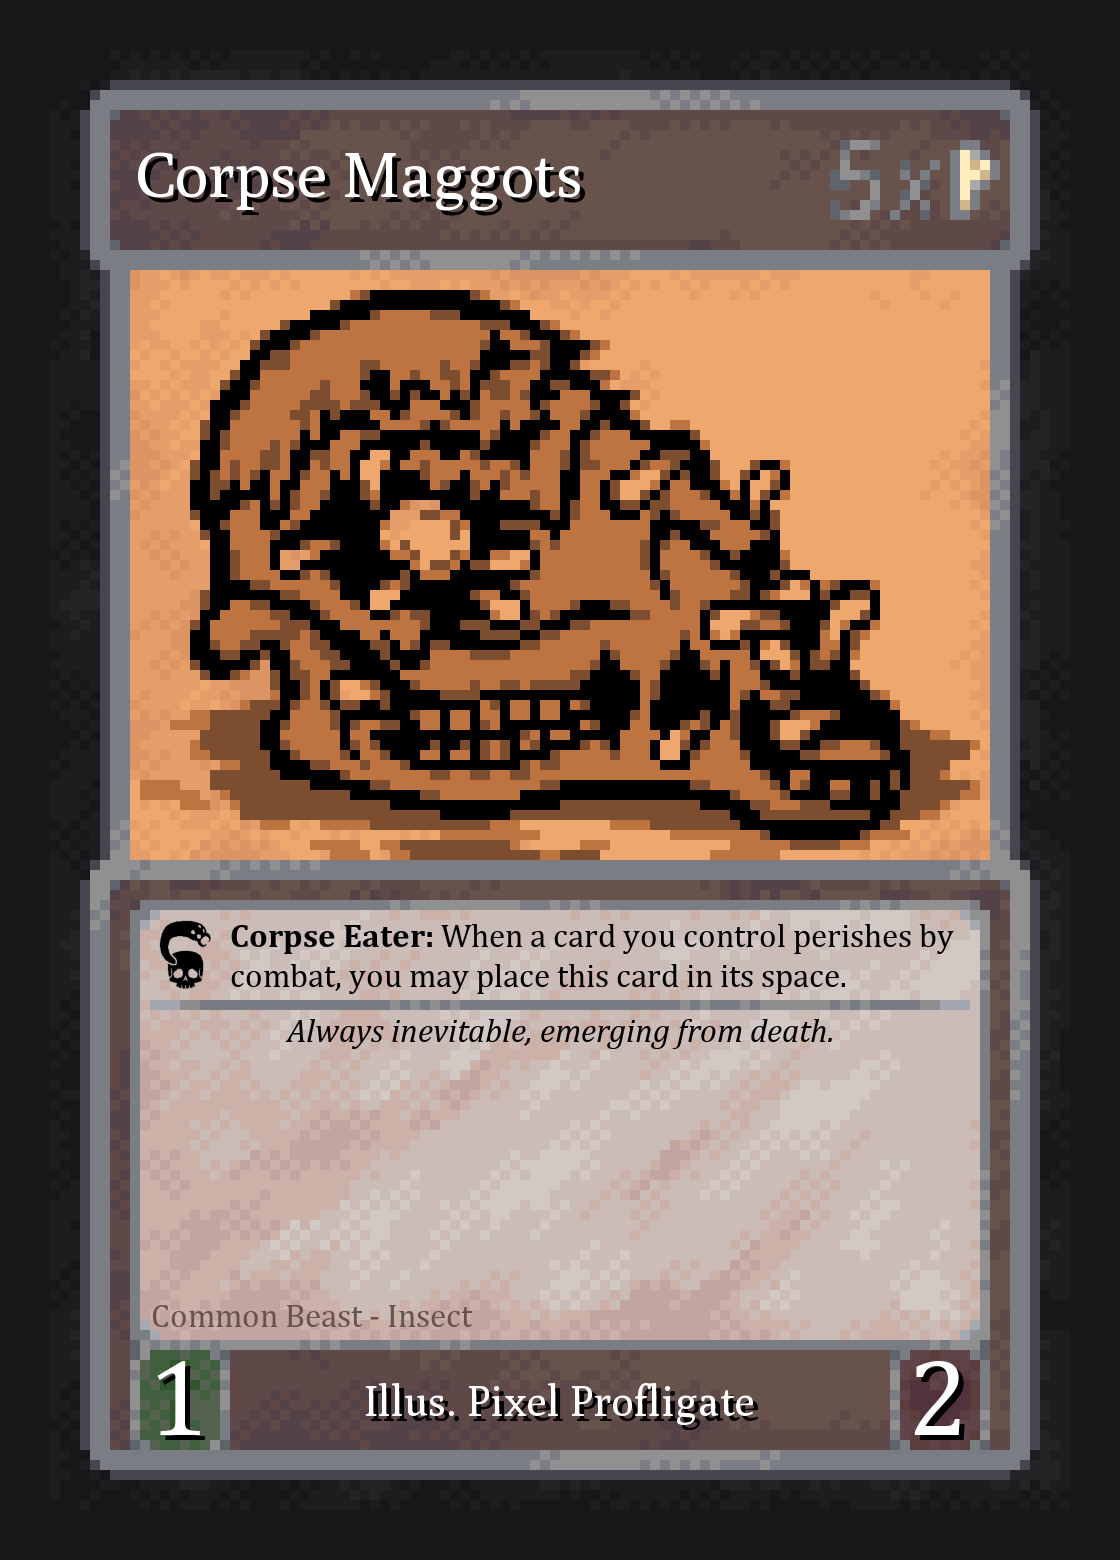 Corpse Maggots 5x
Corpse Eater: When a card you control perishes by
combat, you may place this card in its space.
Always inevitable, emerging from death.
Common Beast - Insect
1 Illus. Pixel Profligate 2